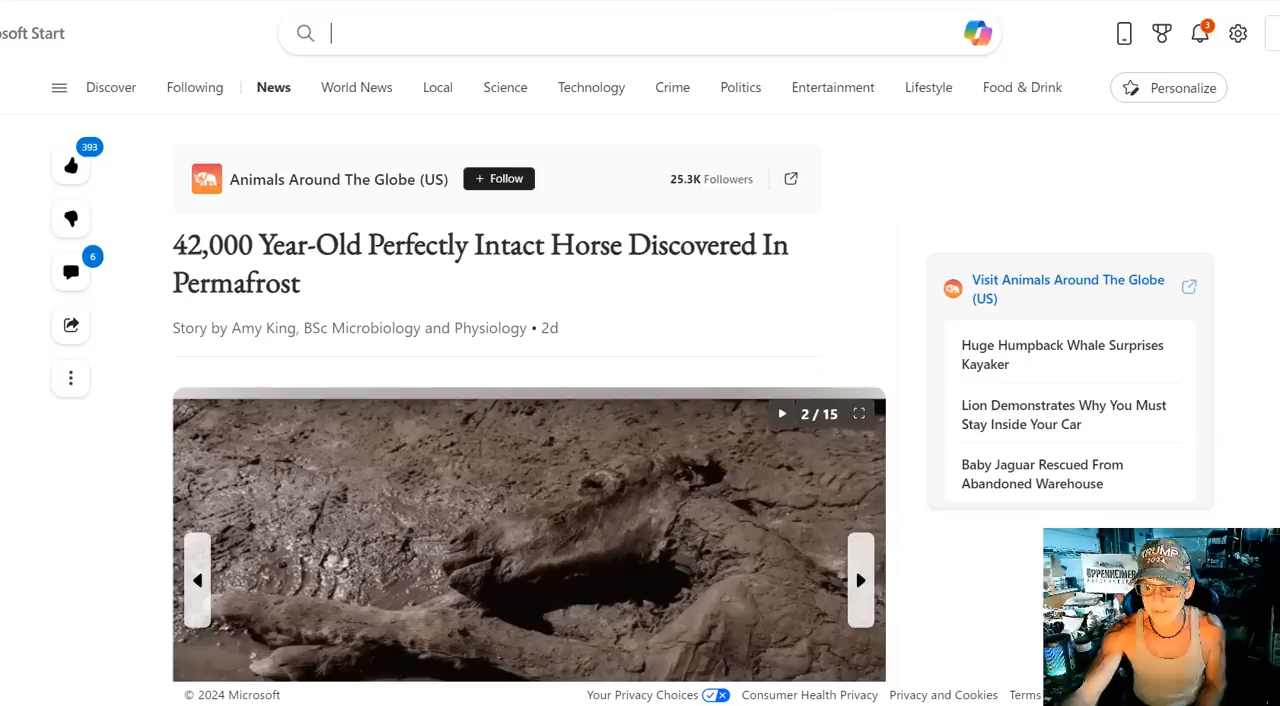 osoft Start
3
Discover
Following
News
World News
Local
Science
Technology
Crime
Politics
Entertainment
Lifestyle
Food & Drink
Personalize
393
6
Animals Around The Globe (US)
+ Follow
25.3K Followers
42,000 Year-Old Perfectly Intact Horse Discovered In
Permafrost
Story by Amy King, BSc Microbiology and Physiology • 2d
2 / 15
Visit Animals Around The Globe
(US)
Huge Humpback Whale Surprises
Kayaker
Lion Demonstrates Why You Must
Stay Inside Your Car
Baby Jaguar Rescued From
Abandoned Warehouse
TRUMP
OPPENHEIMER
© 2024 Microsoft
Your Privacy Choices
Consumer Health Privacy
Privacy and Cookies
Terms